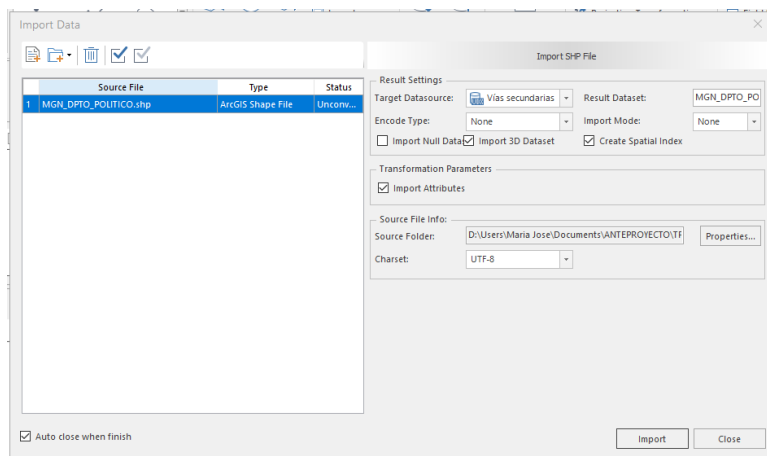 Import Data
Import SHP File
Source File Type Status
1 MGN_DPTO_POLITICO.shp ArcGIS Shape File Unconv...
Result Settings
Target Datasource: Vías secundarias Result Dataset: MGN_DPTO_PO
Encode Type: None Import Mode: None
Import Null Data Import 3D Dataset Create Spatial Index
Transformation Parameters
Import Attributes
Source File Info:
Source Folder: D:\Users\Maria Jose\Documents\ANTEPROYECTO\TF Properties...
Charset: UTF-8
Auto close when finish
Import Close